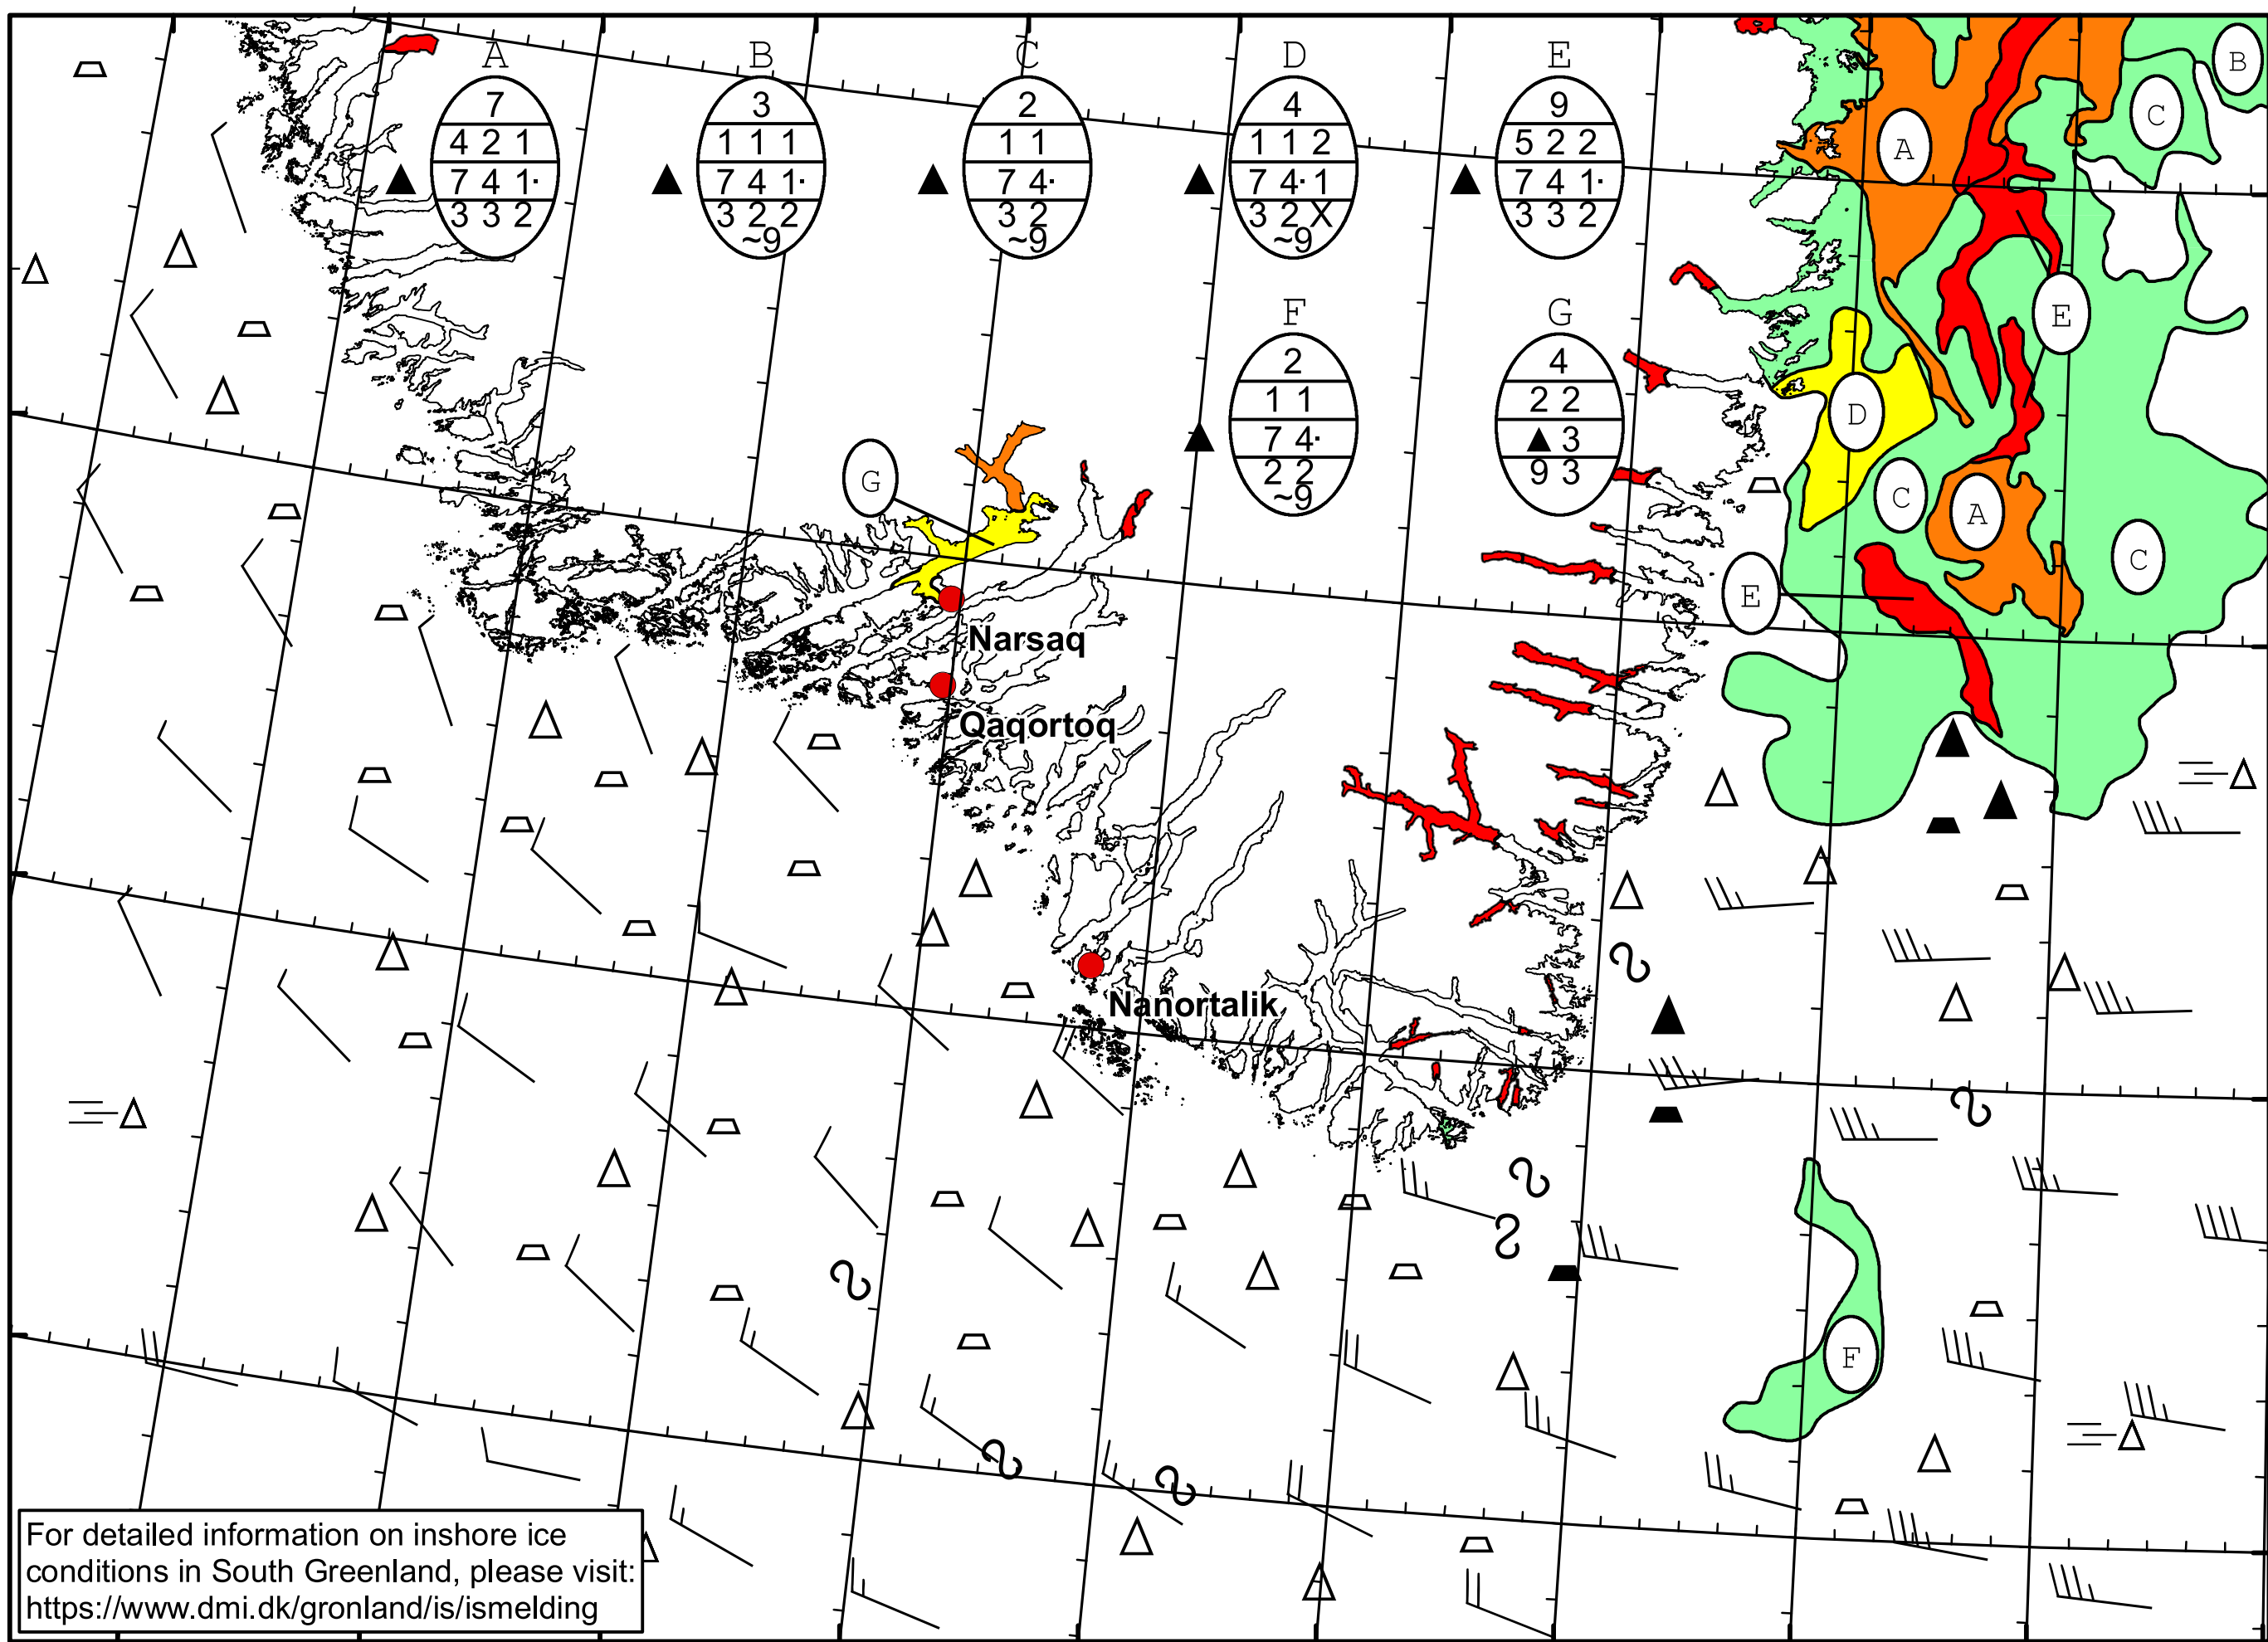 A B C D E
7 3 2 4 9
4 2 1 1 1 1 1 1 1 1 2 5 2 2
7 4 1· 7 4 1· 7 4· 7 4· 1 7 4 1·
3 3 2 3 2 2 3 2 3 2 X 3 3 2
~9 ~9 ~9
F G
2 4
1 1 2 2
7 4· ▲ 3
2 2 9 3
~9
B
C
A
E
D
G
C
A
C
E
Narsaq
Qaqortoq
Nanortalik
F
For detailed information on inshore ice
conditions in South Greenland, please visit:
https://www.dmi.dk/gronland/is/ismelding